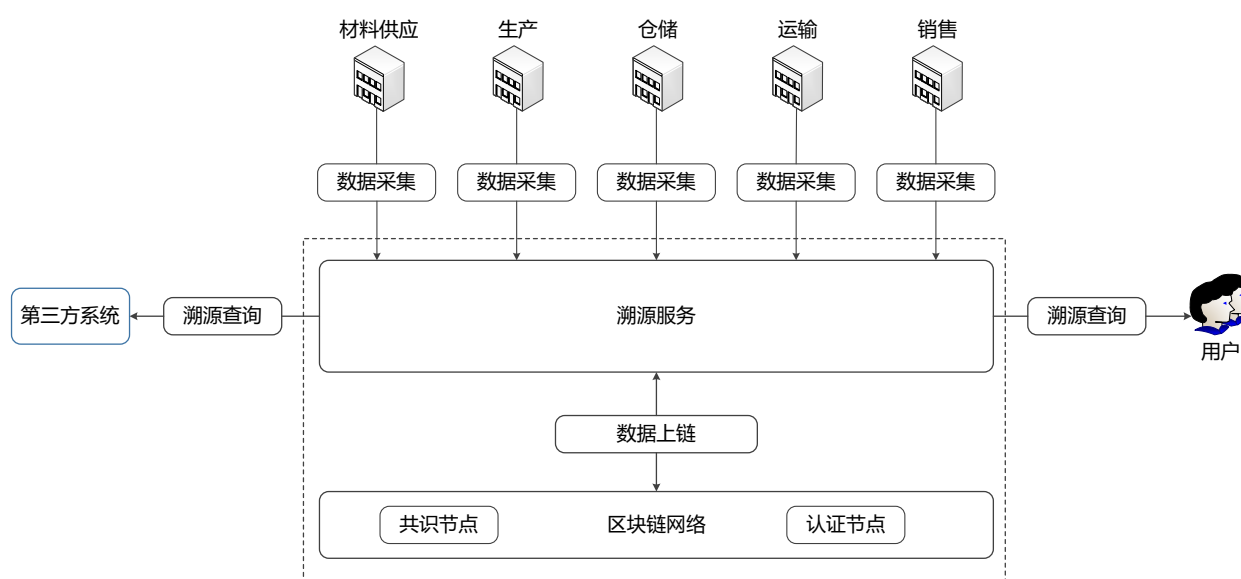 材料供应
生产
仓储
运输
销售
数据采集
数据采集
数据采集
数据采集
数据采集
第三方系统
溯源查询
溯源服务
溯源查询
用户
数据上链
共识节点
区块链网络
认证节点